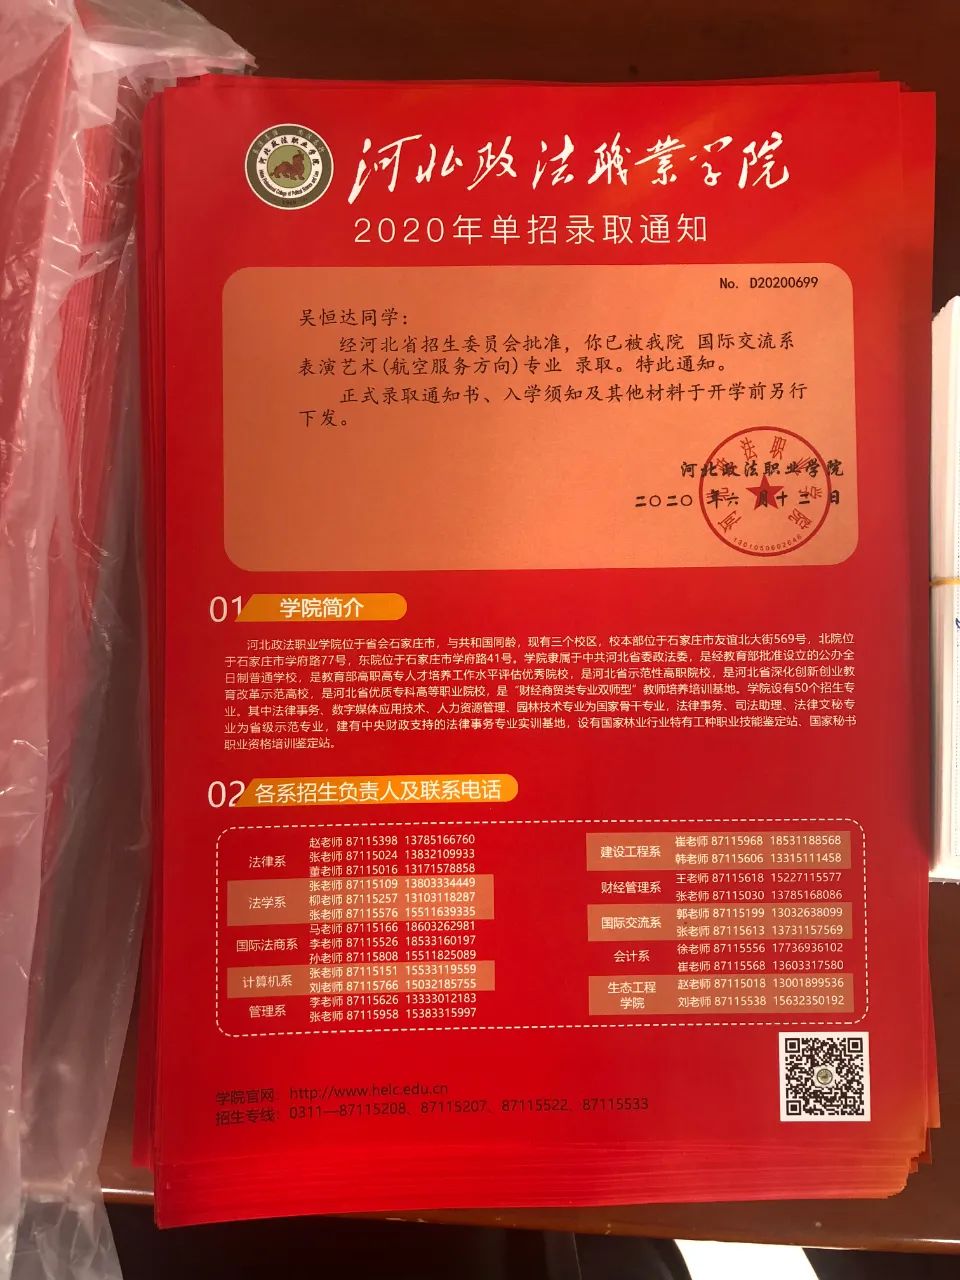 河北政法職業学院
2020年单招录取通知
No. D20200699
吴恒达同学：
经河北省招生委员会批准，你已被我院 国际交流系
表演艺术(航空服务方向)专业 录取。特此通知。
正式录取通知书、入学须知及其他材料于开学前另行
下发。
河北政法职业学院
二〇二〇 年六 月十二 日
1301050602646
01 学院简介
河北政法职业学院位于省会石家庄市，与共和国同龄，现有三个校区，校本部位于石家庄市友谊北大街569号，北院位
于石家庄市学府路77号，东院位于石家庄市学府路41号。学院隶属于中共河北省委政法委，是经教育部批准设立的公办全
日制普通学校，是教育部高职高专人才培养工作水平评估优秀院校，是河北省示范性高职院校，是河北省深化创新创业教
育改革示范高校，是河北省优质专科高等职业院校，是“财经商贸类专业双师型”教师培养培训基地。学院设有50个招生专
业。其中法律事务、数字媒体应用技术、人力资源管理、园林技术专业为国家骨干专业，法律事务、司法助理、法律文秘专
业为省级示范专业，建有中央财政支持的法律事务专业实训基地，设有国家林业行业特有工种职业技能鉴定站、国家秘书
职业资格培训鉴定站。
02 各系招生负责人及联系电话
法律系
赵老师 87115398 13785166760
张老师 87115024 13832109933
董老师 87115016 13171578858
法学系
张老师 87115109 13803334449
柳老师 87115257 13103118287
张老师 87115576 15511639335
国际法商系
马老师 87115166 18603262981
李老师 87115526 18533160197
孙老师 87115808 15511825089
计算机系
张老师 87115151 15533119559
刘老师 87115766 15032185755
管理系
李老师 87115626 13333012183
张老师 87115958 15383315997
建设工程系
崔老师 87115968 18531188568
韩老师 87115606 13315111458
财经管理系
王老师 87115618 15227115577
张老师 87115030 13785168086
国际交流系
郭老师 87115199 13032638099
张老师 87115613 13731157569
会计系
徐老师 87115556 17736936102
崔老师 87115568 13603317580
生态工程
学院
赵老师 87115018 13001899536
刘老师 87115538 15632350192
学院官网：http://www.helc.edu.cn
招生专线：0311—87115208、87115207、87115522、87115533